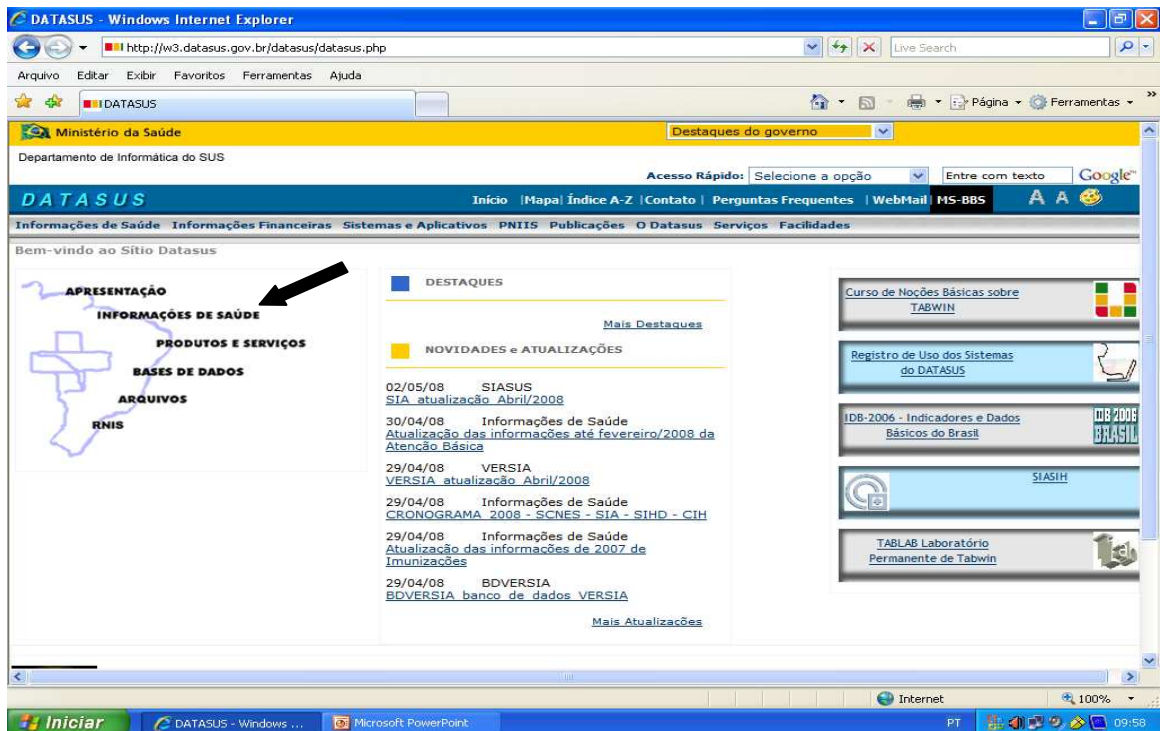 DATASUS - Windows Internet Explorer
http://w3.datasus.gov.br/datasus/datasus.php
Live Search
Arquivo Editar Exibir Favoritos Ferramentas Ajuda
DATASUS
Página Ferramentas
Ministério da Saúde
Destaques do governo
Departamento de Informática do SUS
Acesso Rápido: Selecione a opção Entre com texto Google™
DATASUS
Início |Mapa| Índice A-Z |Contato | Perguntas Frequentes | WebMail| MS-BBS A A
Informações de Saúde Informações Financeiras Sistemas e Aplicativos PNIIS Publicações O Datasus Serviços Facilidades
Bem-vindo ao Sítio Datasus
APRESENTAÇÃO
INFORMAÇÕES DE SAÚDE
PRODUTOS E SERVIÇOS
BASES DE DADOS
ARQUIVOS
RNIS
DESTAQUES
Mais Destaques
NOVIDADES e ATUALIZAÇÕES
02/05/08 SIASUS
SIA atualização Abril/2008
30/04/08 Informações de Saúde
Atualização das informações até fevereiro/2008 da
Atenção Básica
29/04/08 VERSIA
VERSIA atualização Abril/2008
29/04/08 Informações de Saúde
CRONOGRAMA 2008 - SCNES - SIA - SIHD - CIH
29/04/08 Informações de Saúde
Atualização das informações de 2007 de
Imunizações
29/04/08 BDVERSIA
BDVERSIA banco de dados VERSIA
Mais Atualizações
Curso de Noções Básicas sobre
TABWIN
Registro de Uso dos Sistemas
do DATASUS
IDB-2006 - Indicadores e Dados
Básicos do Brasil
IDB 2006
BRASIL
SIASIH
TABLAB Laboratório
Permanente de Tabwin
Internet 100%
Iniciar DATASUS - Windows ... Microsoft PowerPoint PT 09:58